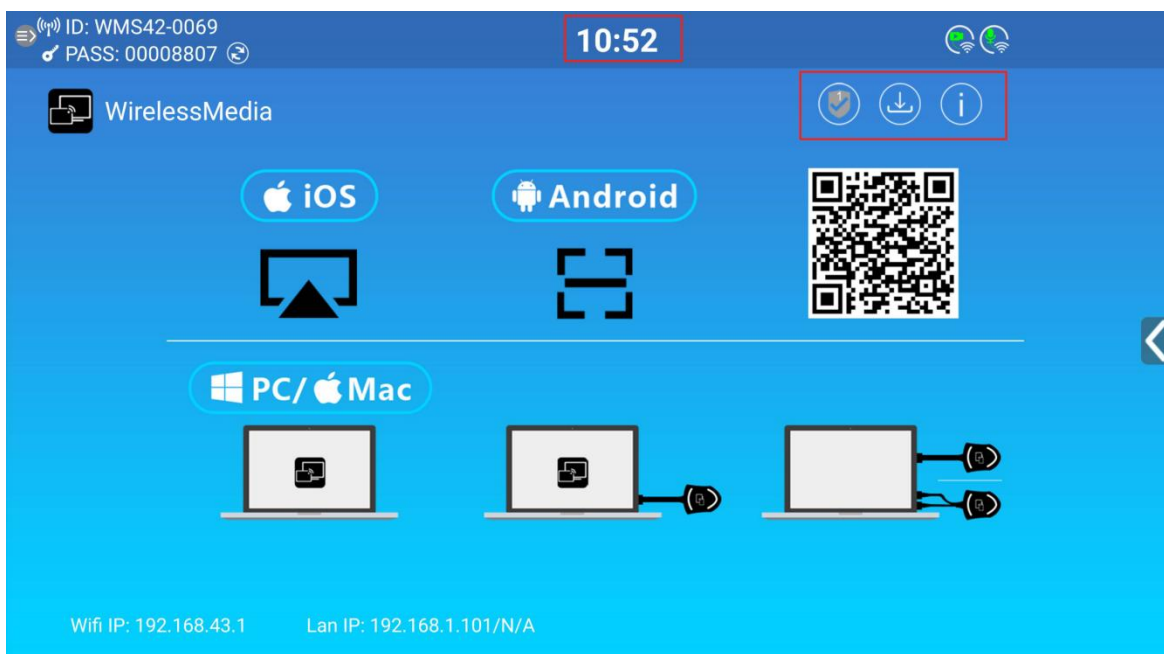 ID: WMS42-0069
PASS: 00008807
10:52
WirelessMedia
1
i
iOS
Android
PC/ Mac
Wifi IP: 192.168.43.1
Lan IP: 192.168.1.101/N/A